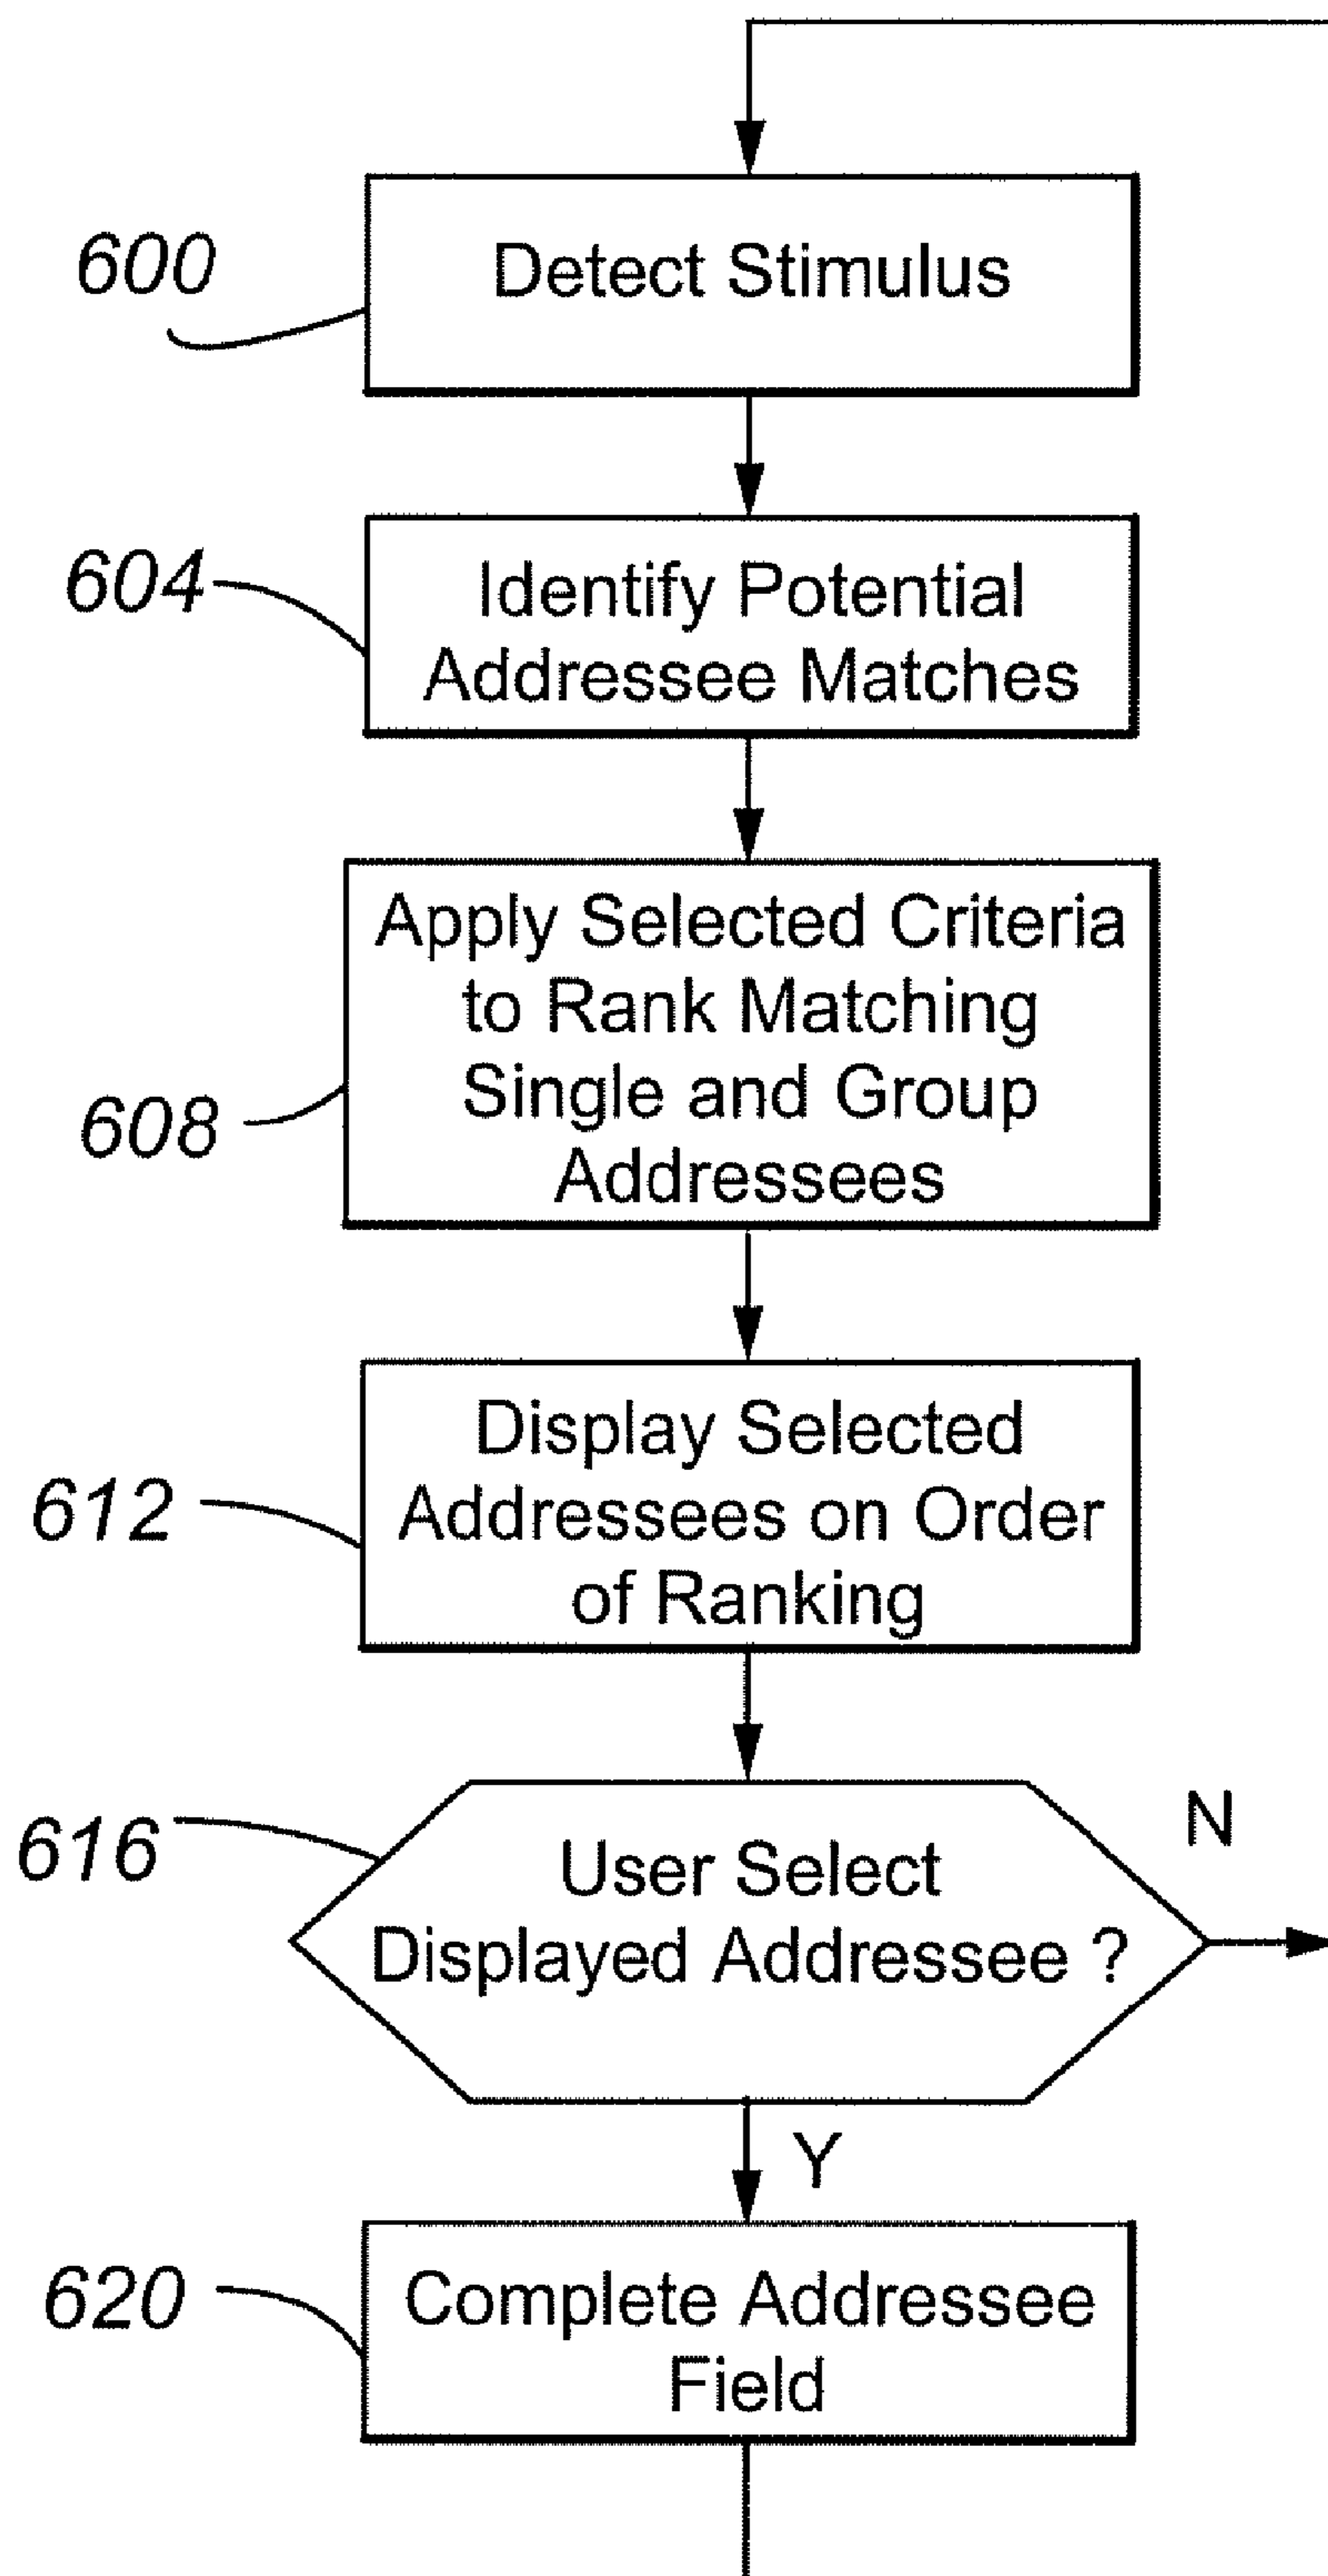 600
Detect Stimulus
604
Identify Potential
Addressee Matches
608
Apply Selected Criteria
to Rank Matching
Single and Group
Addressees
612
Display Selected
Addressees on Order
of Ranking
616
User Select
Displayed Addressee ?
N
Y
620
Complete Addressee
Field